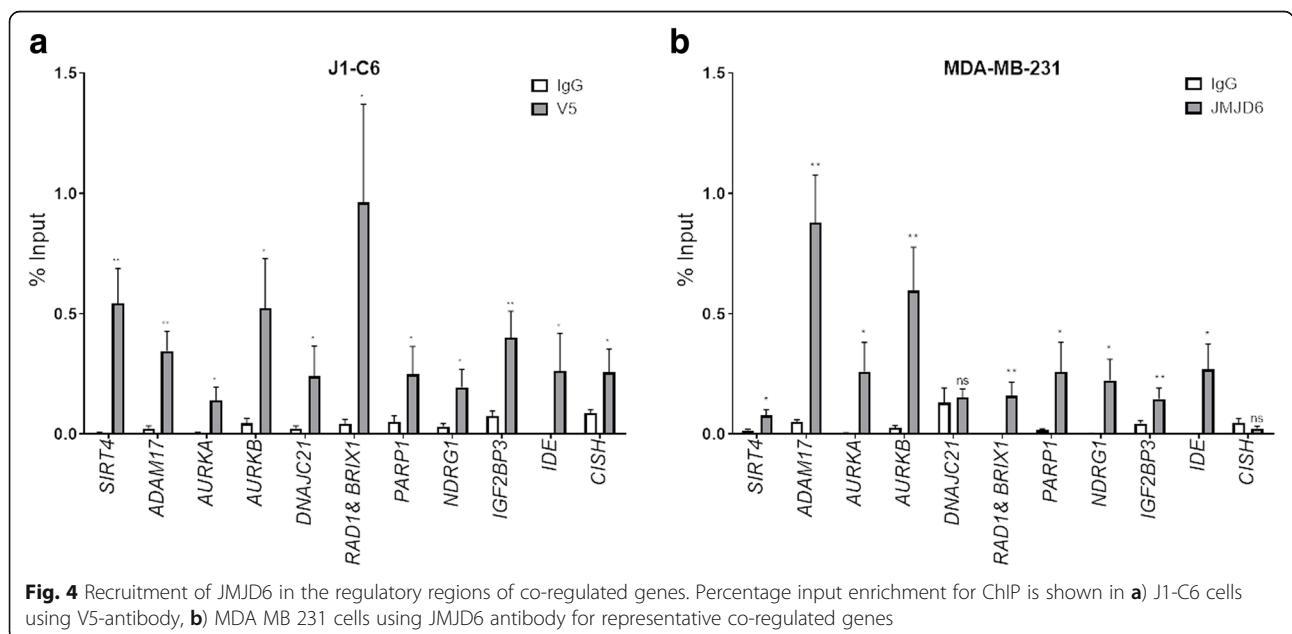 a
J1-C6
IgG
V5
% Input
1.5
1.0
0.5
0.0
** ** * * * * * * ** * *
SIRT4
ADAM17
AURKA
AURKB
DNAJC21
RAD1& BRIX1
PARP1
NDRG1
IGF2BP3
IDE
CISH
b
MDA-MB-231
IgG
JMJD6
% Input
1.5
1.0
0.5
0.0
* ** * ** ns ** * * ** * ns
SIRT4
ADAM17
AURKA
AURKB
DNAJC21
RAD1& BRIX1
PARP1
NDRG1
IGF2BP3
IDE
CISH
Fig. 4 Recruitment of JMJD6 in the regulatory regions of co-regulated genes. Percentage input enrichment for ChIP is shown in a) J1-C6 cells
using V5-antibody, b) MDA MB 231 cells using JMJD6 antibody for representative co-regulated genes